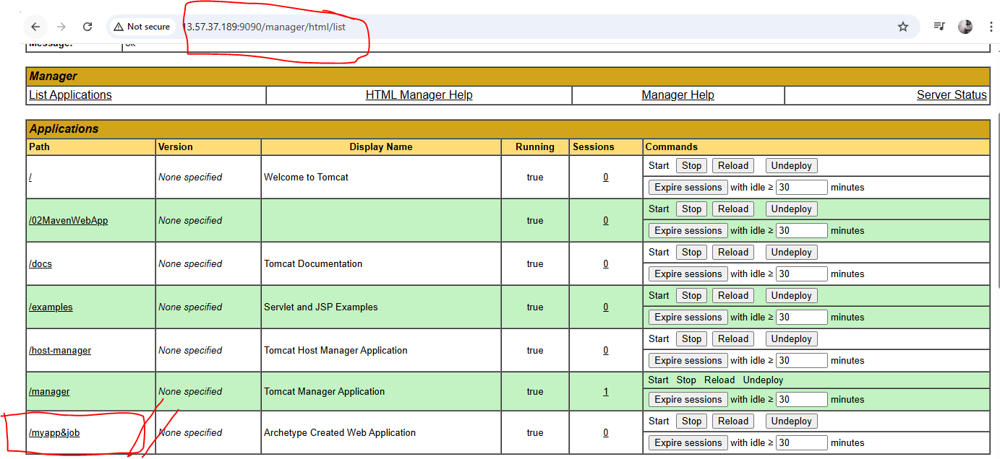 Not secure 13.57.37.189:9090/manager/html/list
Message: OK
Manager
List Applications HTML Manager Help Manager Help Server Status
Applications
Path Version Display Name Running Sessions Commands
/ None specified Welcome to Tomcat true 0 Start Stop Reload Undeploy
Expire sessions with idle ≥ 30 minutes
/02MavenWebApp None specified true 0 Start Stop Reload Undeploy
Expire sessions with idle ≥ 30 minutes
/docs None specified Tomcat Documentation true 0 Start Stop Reload Undeploy
Expire sessions with idle ≥ 30 minutes
/examples None specified Servlet and JSP Examples true 0 Start Stop Reload Undeploy
Expire sessions with idle ≥ 30 minutes
/host-manager None specified Tomcat Host Manager Application true 0 Start Stop Reload Undeploy
Expire sessions with idle ≥ 30 minutes
/manager None specified Tomcat Manager Application true 1 Start Stop Reload Undeploy
Expire sessions with idle ≥ 30 minutes
/myapp&job None specified Archetype Created Web Application true 0 Start Stop Reload Undeploy
Expire sessions with idle ≥ 30 minutes